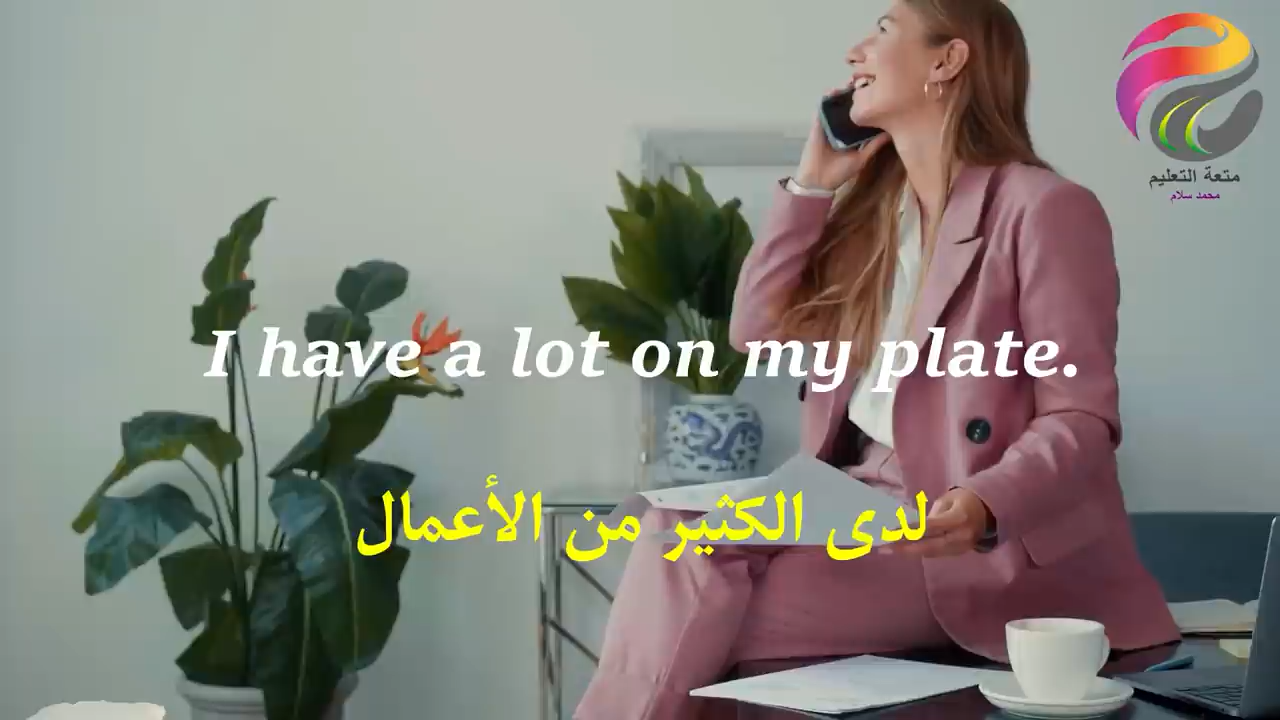 متعة التعليم
محمد سلام
I have a lot on my plate.
لدى الكثير من الأعمال